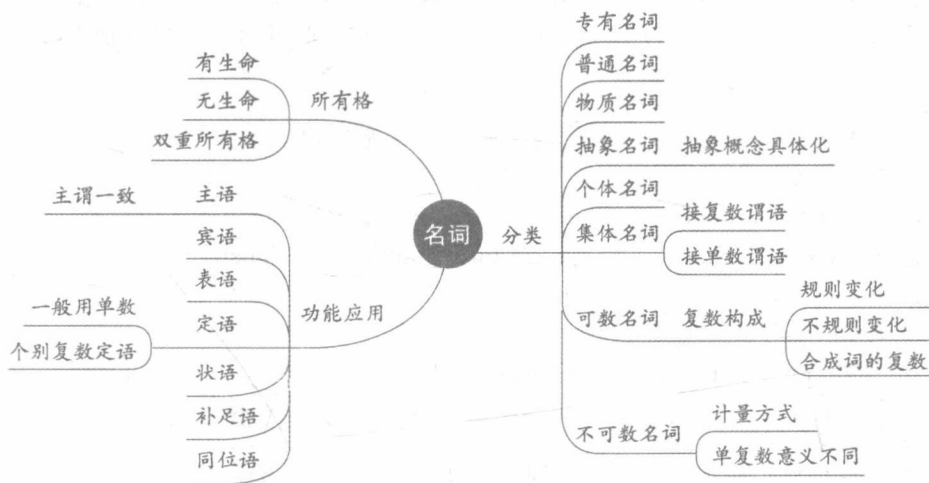 名词
所有格
有生命
无生命
双重所有格
功能应用
主语
主谓一致
宾语
表语
定语
一般用单数
个别复数定语
状语
补足语
同位语
分类
专有名词
普通名词
物质名词
抽象名词
抽象概念具体化
个体名词
集体名词
接复数谓语
接单数谓语
可数名词
复数构成
规则变化
不规则变化
合成词的复数
不可数名词
计量方式
单复数意义不同